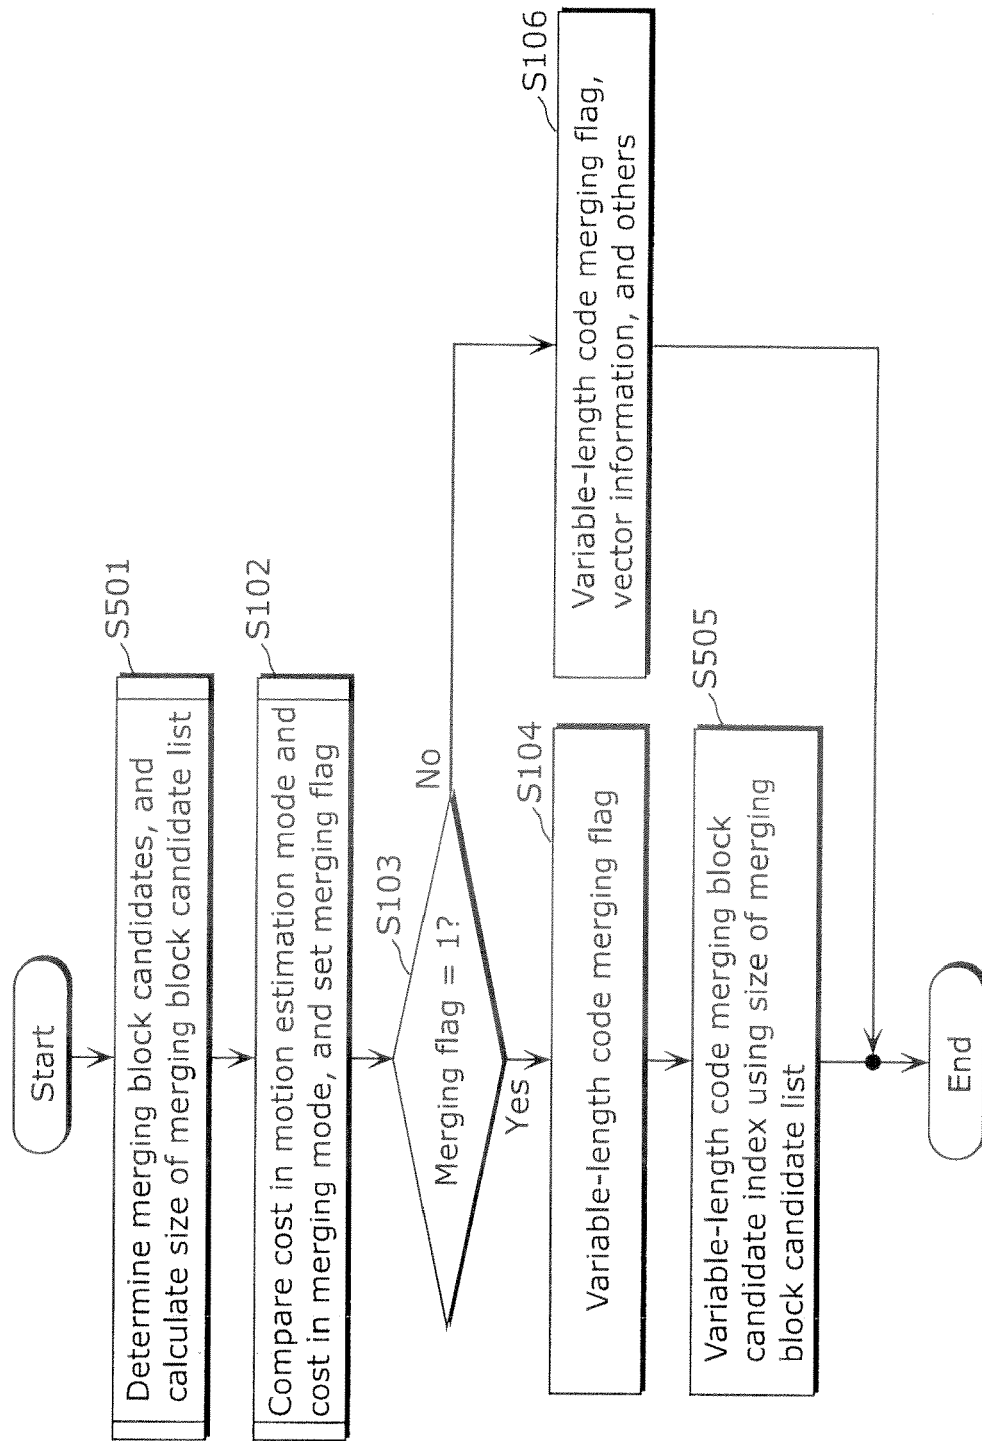 Start
S501
Determine merging block candidates, and
calculate size of merging block candidate list
S102
Compare cost in motion estimation mode and
cost in merging mode, and set merging flag
S103
Merging flag = 1?
No
Yes
S104
Variable-length code merging flag
S106
Variable-length code merging flag,
vector information, and others
S505
Variable-length code merging block
candidate index using size of merging
block candidate list
End